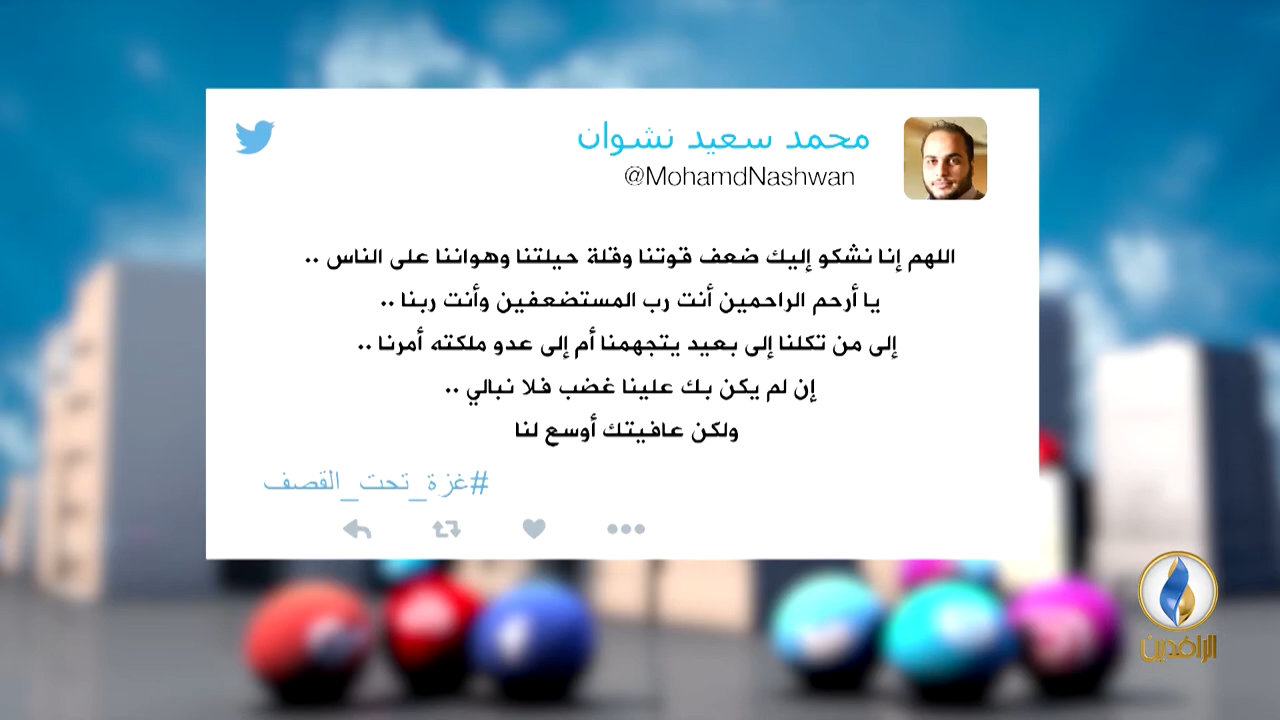 محمد سعيد نشوان
@MohamdNashwan
اللهم إنا نشكو إليك ضعف قوتنا وقلة حيلتنا وهواننا على الناس ..
يا أرحم الراحمين أنت رب المستضعفين وأنت ربنا ..
إلى من تكلنا إلى بعيد يتجهمنا أم إلى عدو ملكته أمرنا ..
إن لم يكن بك علينا غضب فلا نبالي ..
ولكن عافيتك أوسع لنا
#غزة_تحت_القصف
الرافدين